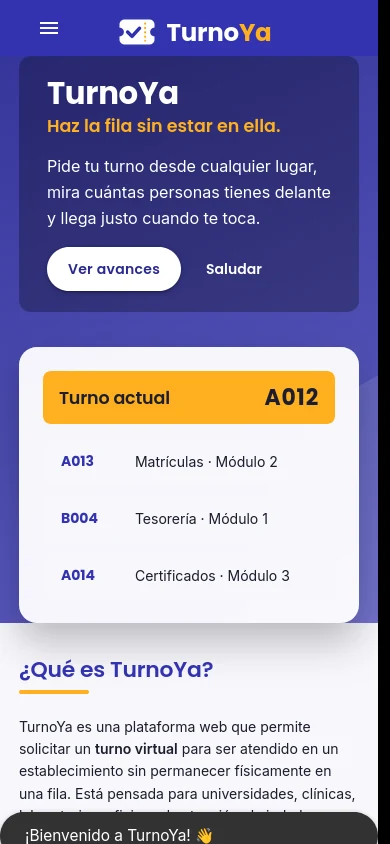 TurnoYa
TurnoYa
Haz la fila sin estar en ella.
Pide tu turno desde cualquier lugar,
mira cuántas personas tienes delante
y llega justo cuando te toca.
Ver avances Saludar
Turno actual A012
A013 Matrículas · Módulo 2
B004 Tesorería · Módulo 1
A014 Certificados · Módulo 3
¿Qué es TurnoYa?
TurnoYa es una plataforma web que permite
solicitar un turno virtual para ser atendido en un
establecimiento sin permanecer físicamente en
una fila. Está pensada para universidades, clínicas,
¡Bienvenido a TurnoYa! 👋